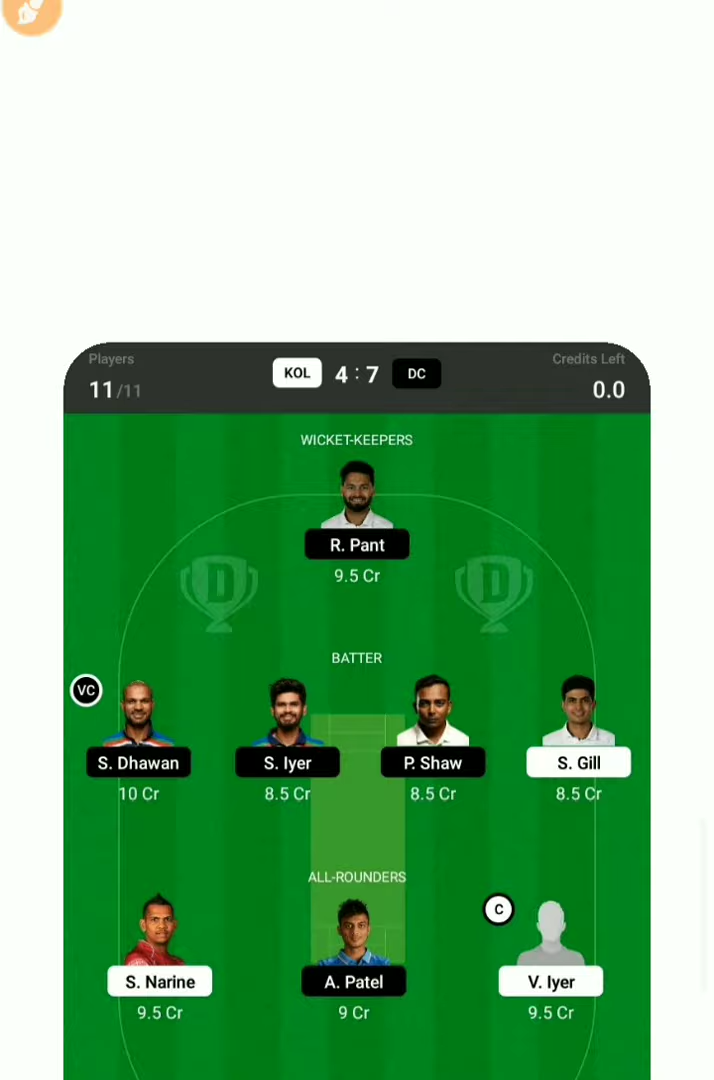 Players
Credits Left
KOL 4 : 7 DC
11/11
0.0
WICKET-KEEPERS
R. Pant
9.5 Cr
D D
BATTER
VC
S. Dhawan S. Iyer P. Shaw S. Gill
10 Cr 8.5 Cr 8.5 Cr 8.5 Cr
ALL-ROUNDERS
C
S. Narine A. Patel V. Iyer
9.5 Cr 9 Cr 9.5 Cr